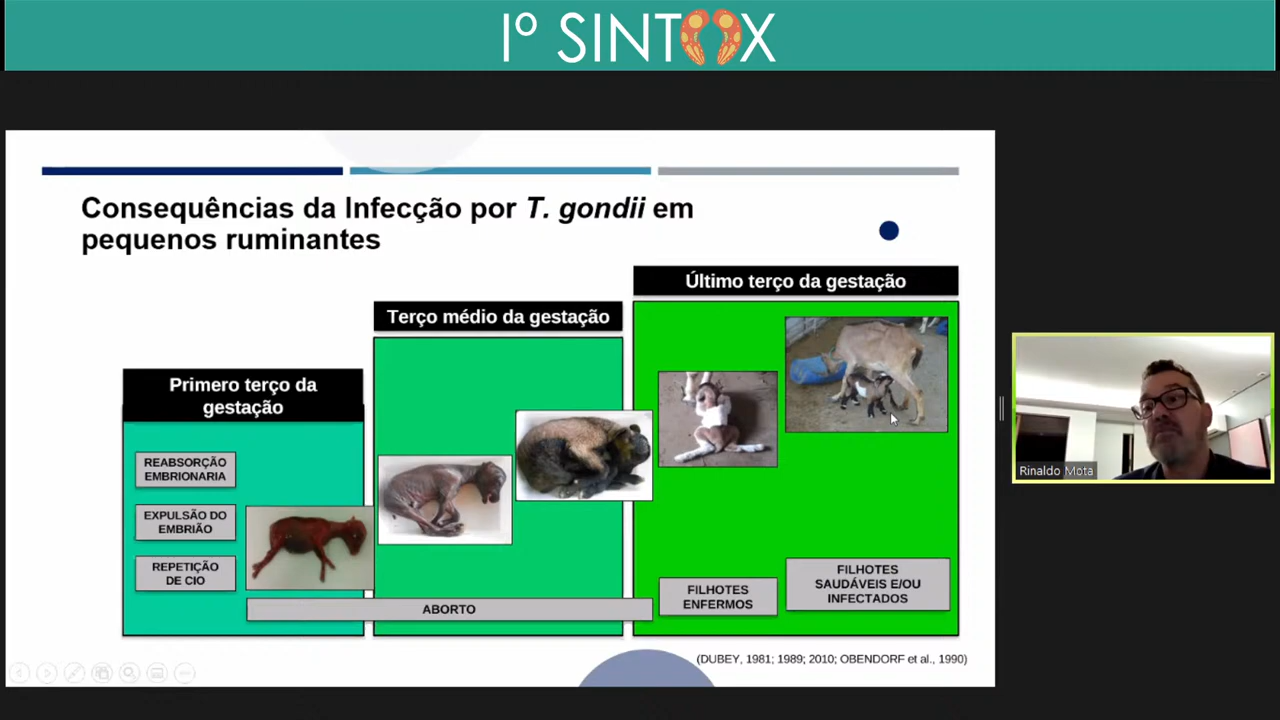 Iº SINTOX
Consequências da Infecção por T. gondii em
pequenos ruminantes
Primero terço da
gestação
REABSORÇÃO
EMBRIONARIA
EXPULSÃO DO
EMBRIÃO
REPETIÇÃO
DE CIO
Terço médio da gestação
ABORTO
Último terço da gestação
FILHOTES
ENFERMOS
FILHOTES
SAUDÁVEIS E/OU
INFECTADOS
(DUBEY, 1981; 1989; 2010; OBENDORF et al., 1990)
Rinaldo Mota